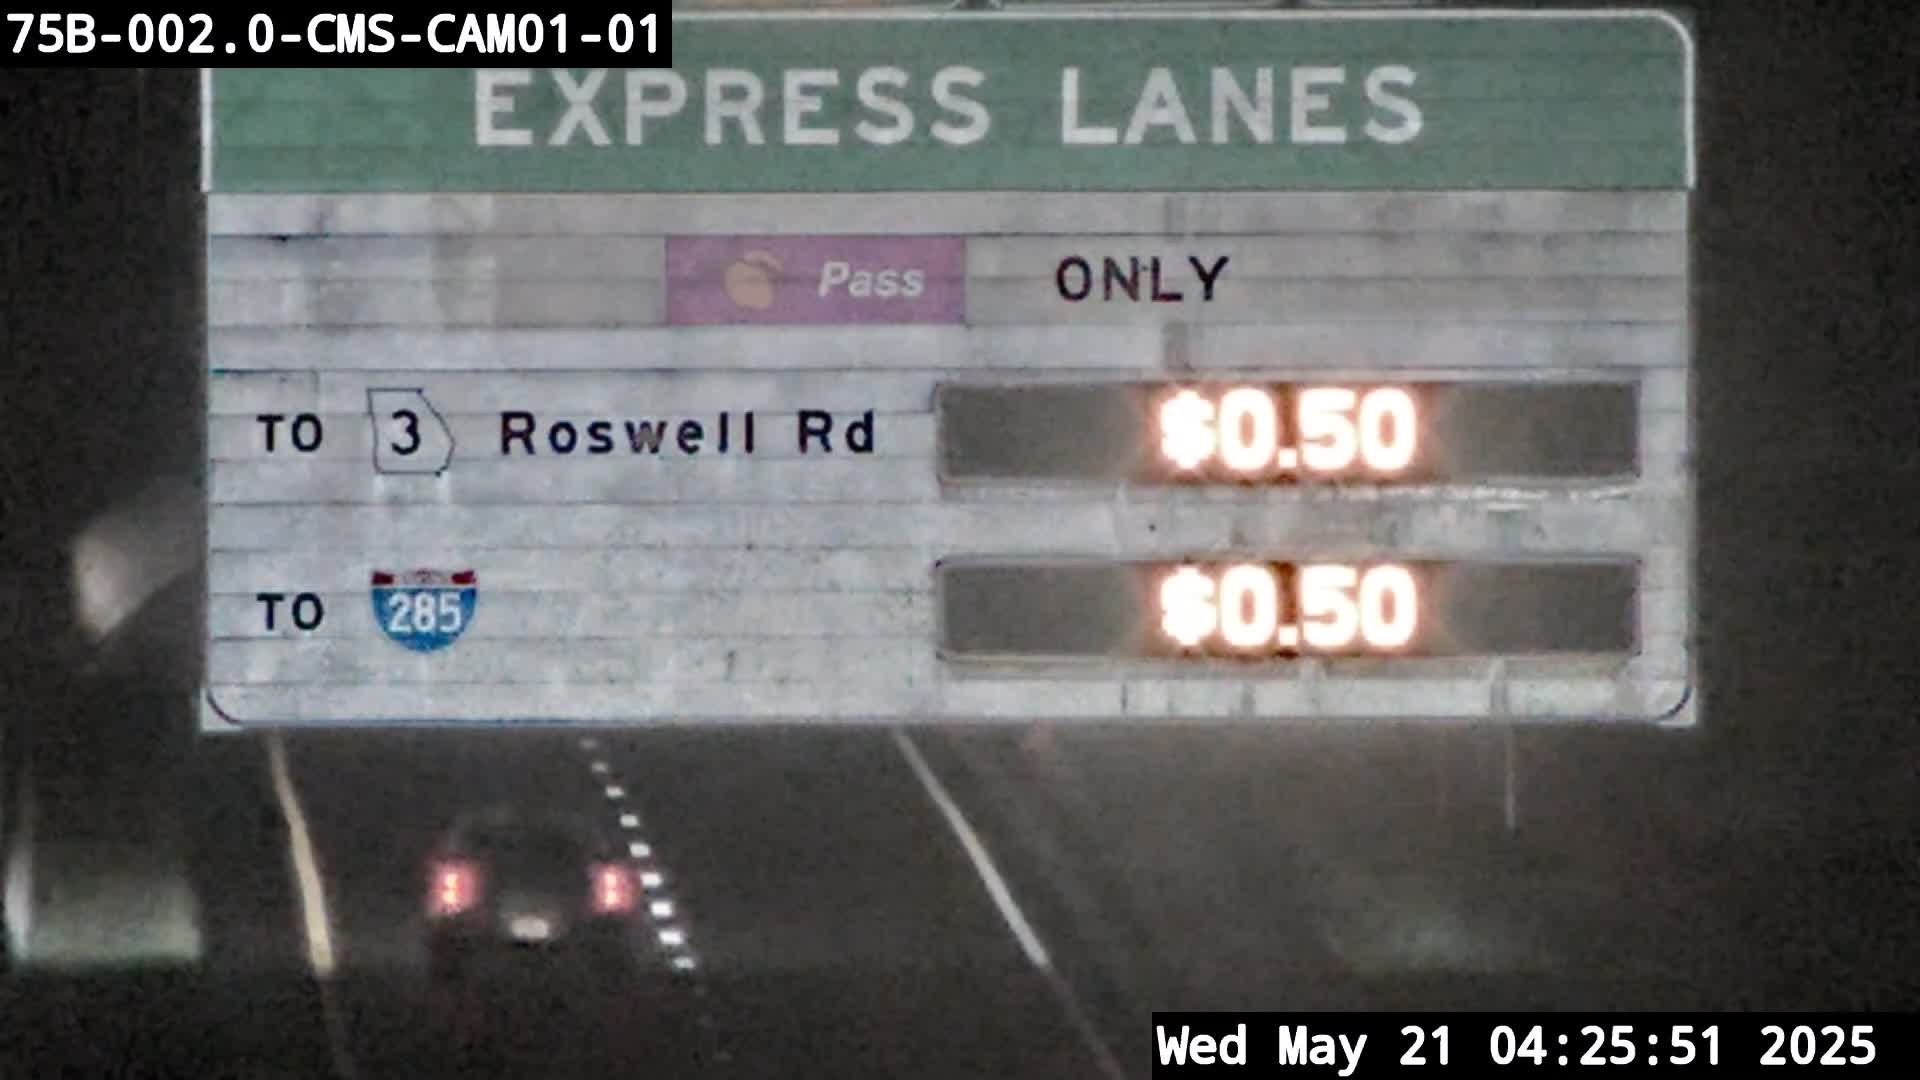 75B-002.0-CMS-CAM01-01
EXPRESS LANES
Pass ONLY
TO 3 Roswell Rd $0.50
TO 285 $0.50
Wed May 21 04:25:51 2025